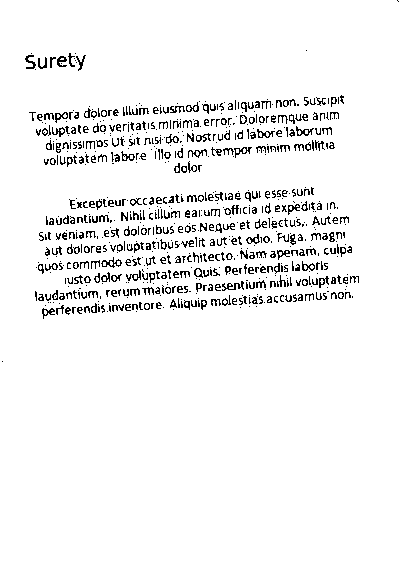 Surety
Tempora dolore illum eiusmod quis aliquam non. Suscipit
voluptate do veritatis minima error. Doloremque anim
dignissimos Ut sit nisi do. Nostrud id labore laborum
voluptatem labore illo id non tempor minim mollitia
dolor
Excepteur occaecati molestiae qui esse sunt
laudantium, Nihil cillum earum officia id expedita in.
Sit veniam, est doloribus eos Neque et delectus, Autem
aut dolores voluptatibus velit aut et odio. Fuga. magni
quos commodo est ut et architecto. Nam aperiam, culpa
iusto dolor voluptatem Quis. Perferendis laboris
laudantium, rerum maiores. Praesentium nihil voluptatem
perferendis inventore. Aliquip molestias accusamus non.